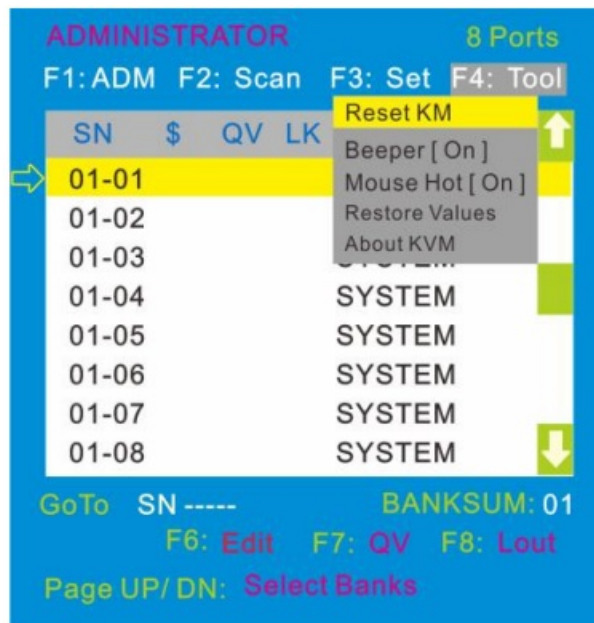 ADMINISTRATOR 8 Ports
F1: ADM F2: Scan F3: Set F4: Tool
Reset KM
SN $ QV LK
Beeper [ On ]
01-01 Mouse Hot [ On ]
01-02 Restore Values
About KVM
01-03
01-04 SYSTEM
01-05 SYSTEM
01-06 SYSTEM
01-07 SYSTEM
01-08 SYSTEM
GoTo SN ----- BANKSUM: 01
F6: Edit F7: QV F8: Lout
Page UP/ DN: Select Banks